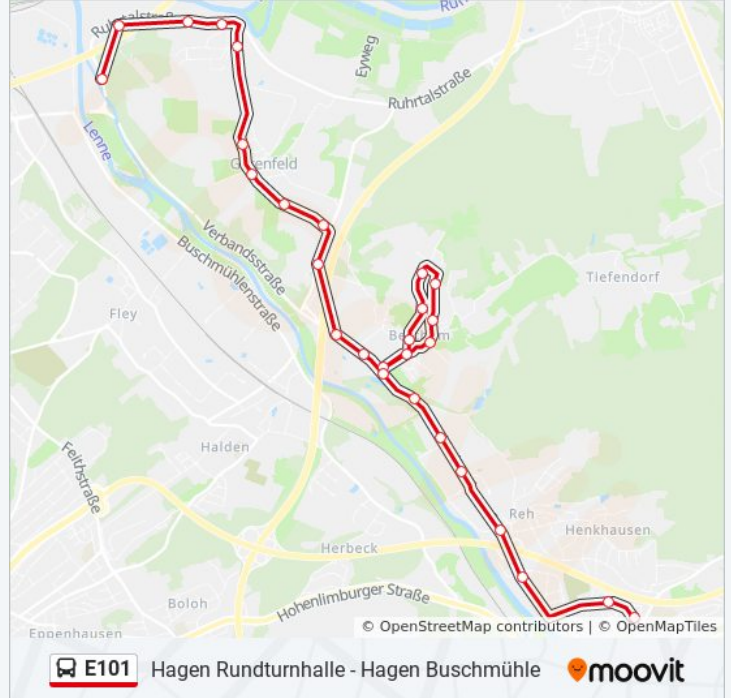 Ruhrtalstraße
Eyweg
Ruhrtalstraße
Lenne
Verbandsstraße
Buschmühlenstraße
Tiefendorf
Fley
Halden
Feithstraße
Reh
Henkhausen
Herbeck
Boloh
Hohenlimburger Straße
Eppenhausen
© OpenStreetMap contributors | © OpenMapTiles
E101 Hagen Rundturnhalle - Hagen Buschmühle moovit